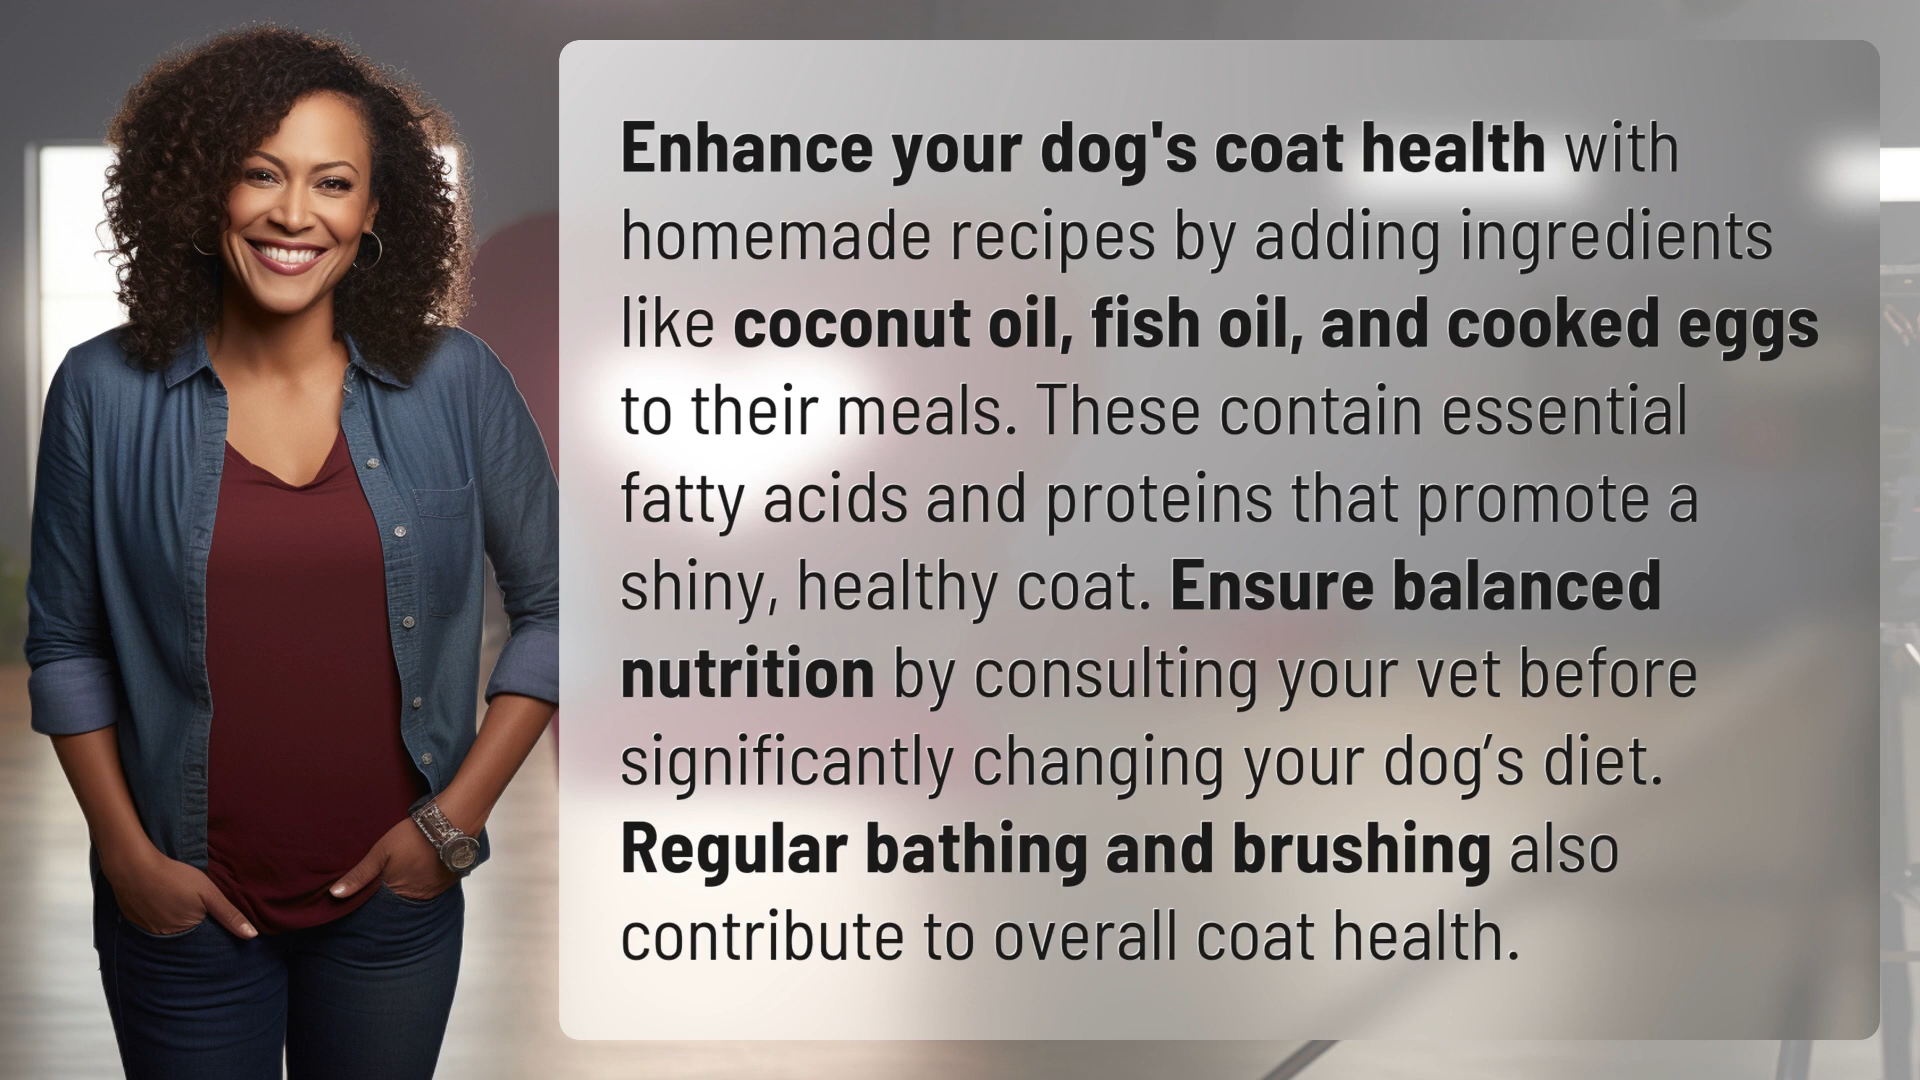 Enhance your dog's coat health with
homemade recipes by adding ingredients
like coconut oil, fish oil, and cooked eggs
to their meals. These contain essential
fatty acids and proteins that promote a
shiny, healthy coat. Ensure balanced
nutrition by consulting your vet before
significantly changing your dog’s diet.
Regular bathing and brushing also
contribute to overall coat health.